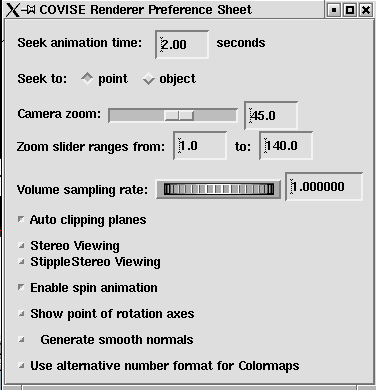 COVISE Renderer Preference Sheet
Seek animation time: 2.00 seconds
Seek to: point object
Camera zoom: 45.0
Zoom slider ranges from: 1.0 to: 140.0
Volume sampling rate: 1.000000
Auto clipping planes
Stereo Viewing
StippleStereo Viewing
Enable spin animation
Show point of rotation axes
Generate smooth normals
Use alternative number format for Colormaps